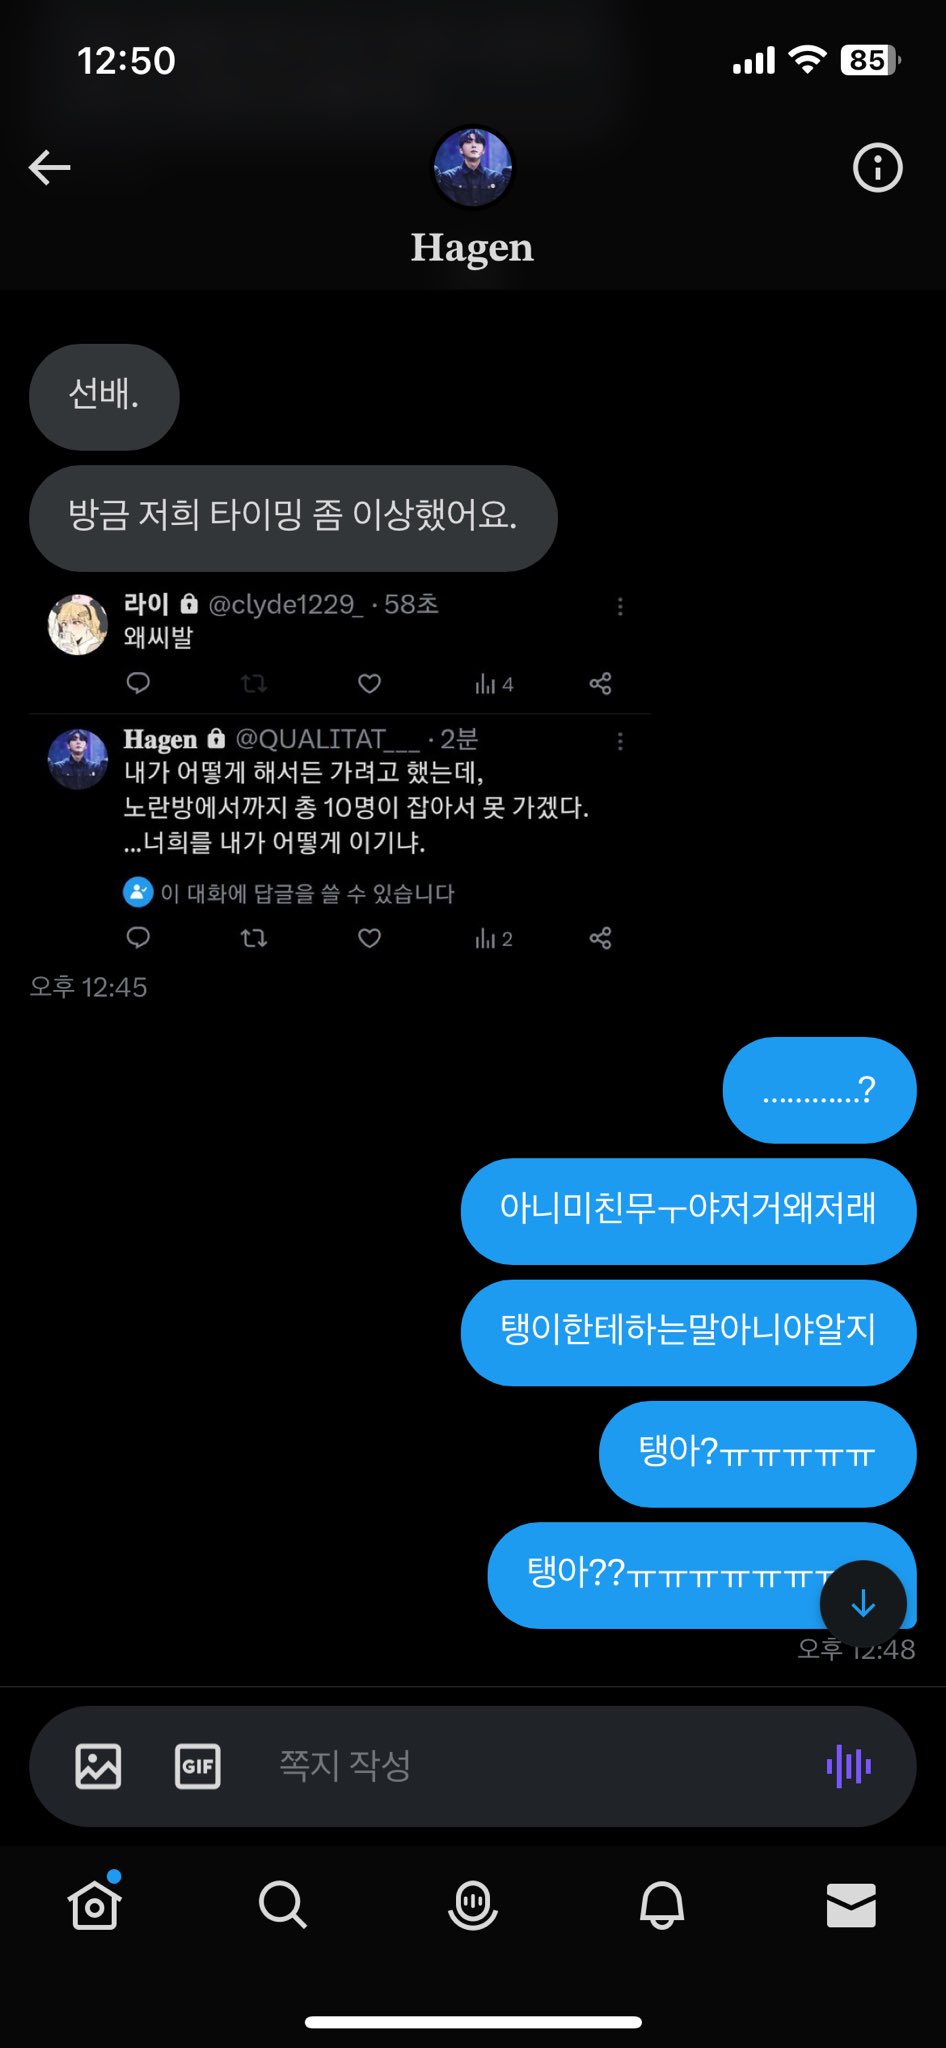 12:50
85
Hagen
선배.
방금 저희 타이밍 좀 이상했어요.
라이 @clyde1229_ · 58초
왜씨발
4
Hagen @QUALITAT___ · 2분
내가 어떻게 해서든 가려고 했는데,
노란방에서까지 총 10명이 잡아서 못 가겠다.
...너희를 내가 어떻게 이기냐.
이 대화에 답글을 쓸 수 있습니다
2
오후 12:45
............?
아니미친무ㅜ야저거왜저래
탱이한테하는말아니야알지
탱아?ㅠㅠㅠㅠㅠ
탱아??ㅠㅠㅠㅠㅠㅠ
오후 12:48
GIF
쪽지 작성